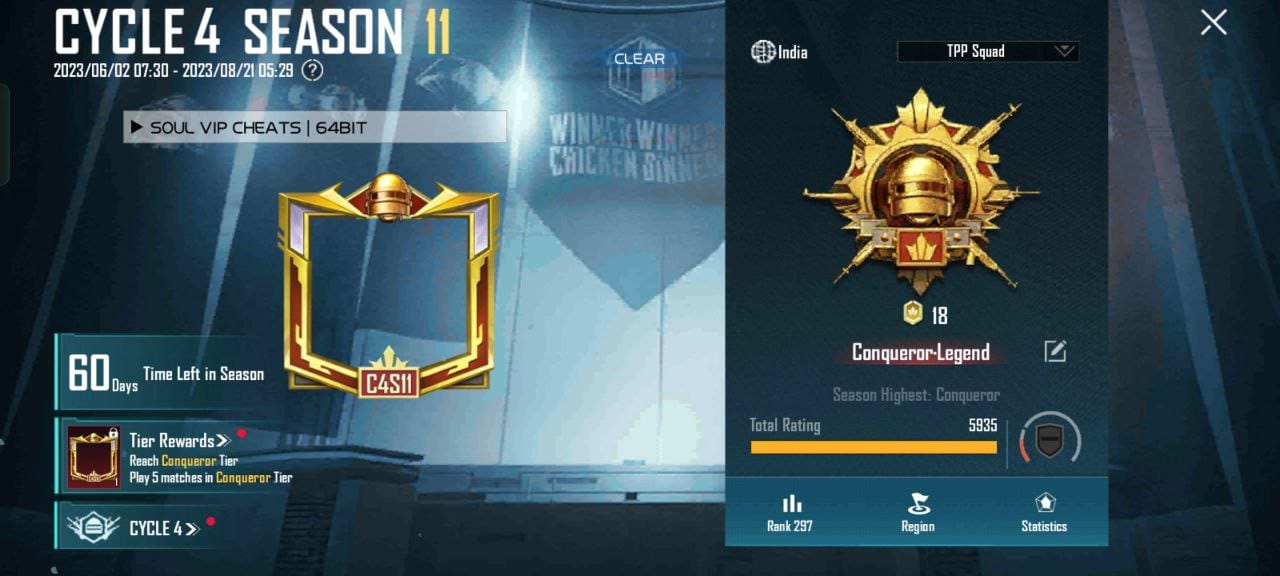 CYCLE 4 SEASON 11
2023/06/02 07:30 - 2023/08/21 05:29 ?
▶ SOUL VIP CHEATS | 64BIT
CLEAR
WINNER WINNER
CHICKEN DINNER
C4S11
60 Days Time Left in Season
Tier Rewards
Reach Conqueror Tier
Play 5 matches in Conqueror Tier
1
CYCLE 4
India
TPP Squad
18
Conqueror·Legend
Season Highest: Conqueror
Total Rating 5935
Rank 297
Region
Statistics